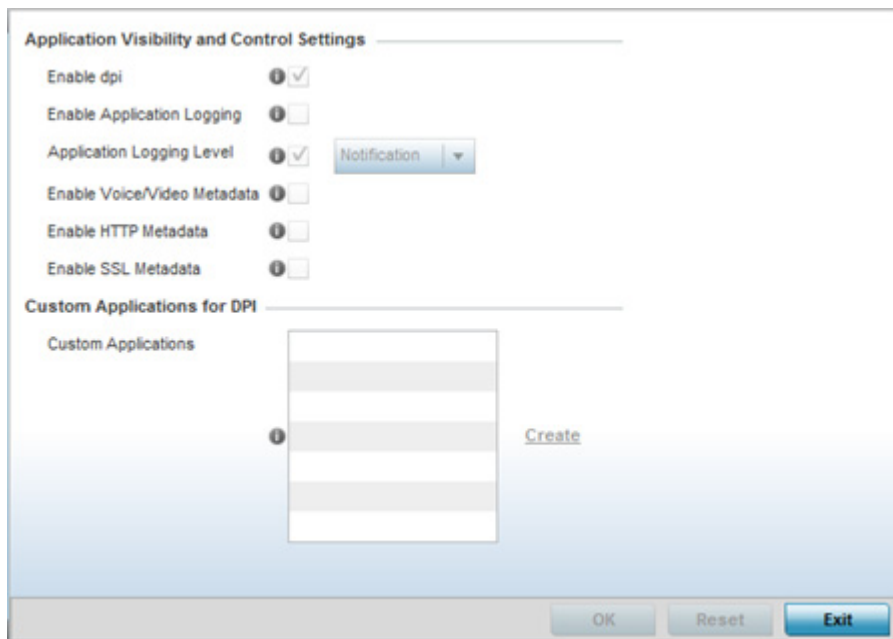 Application Visibility and Control Settings
Enable dpi
Enable Application Logging
Application Logging Level Notification
Enable Voice/Video Metadata
Enable HTTP Metadata
Enable SSL Metadata
Custom Applications for DPI
Custom Applications
Create
OK Reset Exit